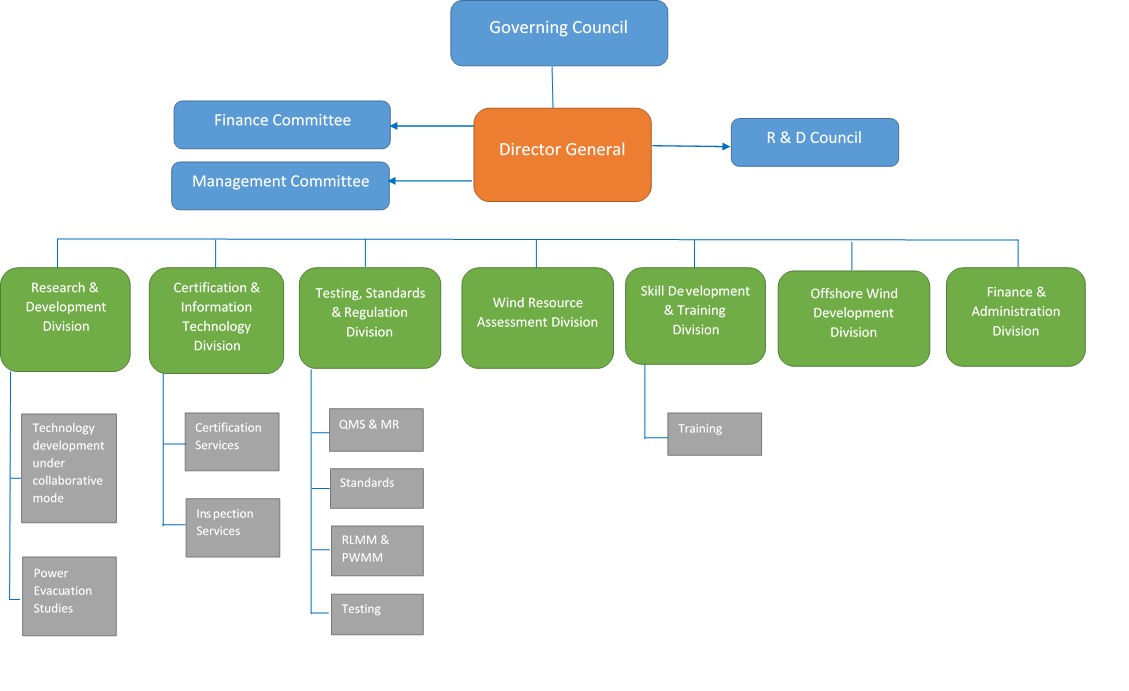 Governing Council
Finance Committee
Director General
R & D Council
Management Committee
Research &
Development
Division
Certification &
Information
Technology
Division
Testing, Standards
& Regulation
Division
Wind Resource
Assessment Division
Skill Development
& Training
Division
Offshore Wind
Development
Division
Finance &
Administration
Division
Technology
development
under
collaborative
mode
Power
Evacuation
Studies
Certification
Services
Inspection
Services
QMS & MR
Standards
RLMM &
PWMM
Testing
Training